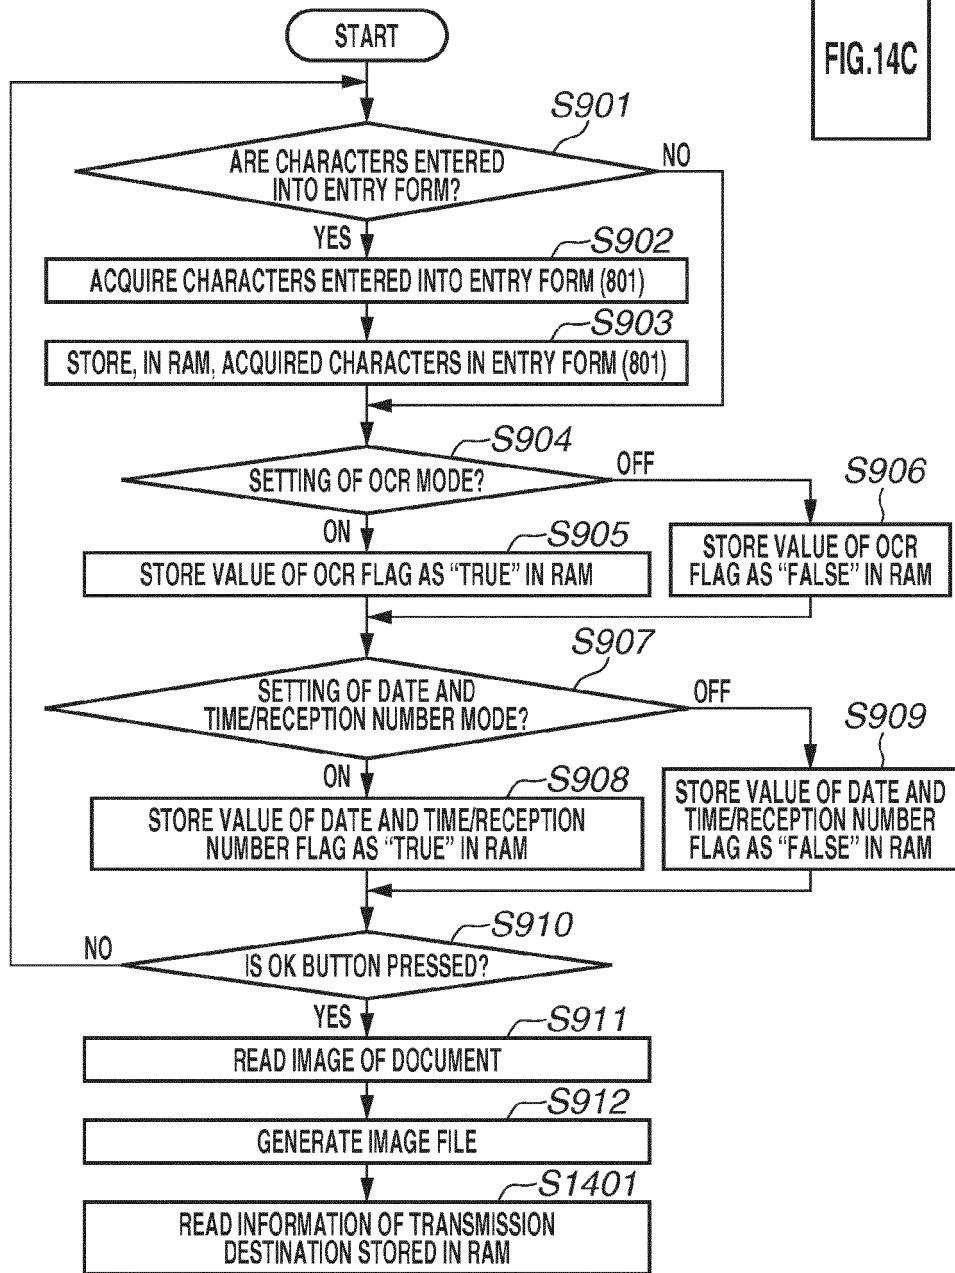 START
FIG.14C
S901
ARE CHARACTERS ENTERED
INTO ENTRY FORM?
NO
YES
S902
ACQUIRE CHARACTERS ENTERED INTO ENTRY FORM (801)
S903
STORE, IN RAM, ACQUIRED CHARACTERS IN ENTRY FORM (801)
S904
SETTING OF OCR MODE?
OFF
ON
S905
STORE VALUE OF OCR FLAG AS “TRUE” IN RAM
S906
STORE VALUE OF OCR
FLAG AS “FALSE” IN RAM
S907
SETTING OF DATE AND
TIME/RECEPTION NUMBER MODE?
OFF
ON
S908
STORE VALUE OF DATE AND TIME/RECEPTION
NUMBER FLAG AS “TRUE” IN RAM
S909
STORE VALUE OF DATE AND
TIME/RECEPTION NUMBER
FLAG AS “FALSE” IN RAM
S910
IS OK BUTTON PRESSED?
NO
YES
S911
READ IMAGE OF DOCUMENT
S912
GENERATE IMAGE FILE
S1401
READ INFORMATION OF TRANSMISSION
DESTINATION STORED IN RAM